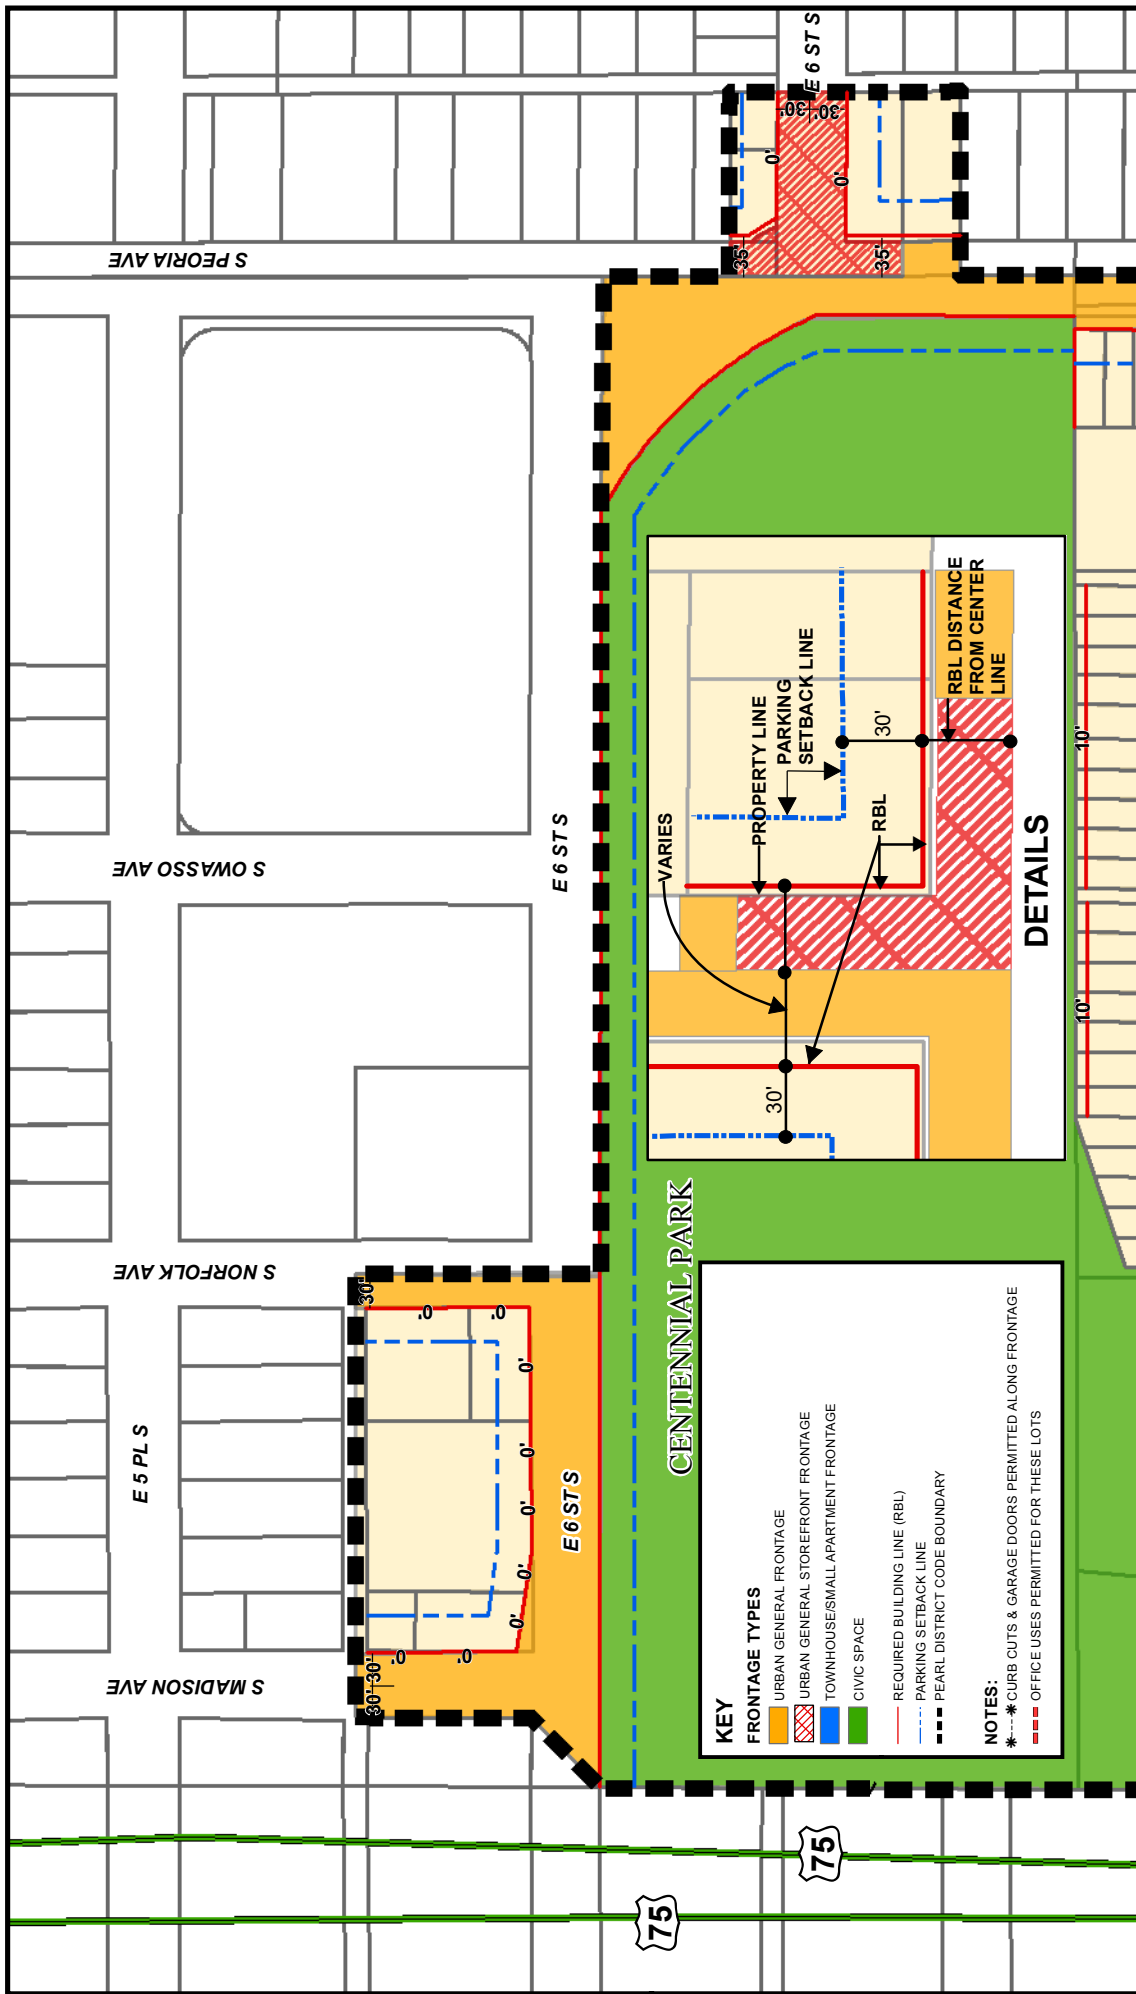 E 6 ST S
S PEORIA AVE
30'
30'
0'
0'
35'
35'
S OWASSO AVE
E 6 ST S
S NORFOLK AVE
E 5 PL S
S MADISON AVE
30'
0'
0'
0'
0'
0'
0'
0'
0'
0'
30'
30'
E 6 ST S
CENTENNIAL PARK
10'
10'
VARIES
PROPERTY LINE
PARKING
SETBACK LINE
RBL
RBL DISTANCE
FROM CENTER
LINE
30'
30'
DETAILS
KEY
FRONTAGE TYPES
URBAN GENERAL FRONTAGE
URBAN GENERAL STOREFRONT FRONTAGE
TOWNHOUSE/SMALL APARTMENT FRONTAGE
CIVIC SPACE
REQUIRED BUILDING LINE (RBL)
PARKING SETBACK LINE
PEARL DISTRICT CODE BOUNDARY
NOTES:
CURB CUTS & GARAGE DOORS PERMITTED ALONG FRONTAGE
OFFICE USES PERMITTED FOR THESE LOTS
75
75